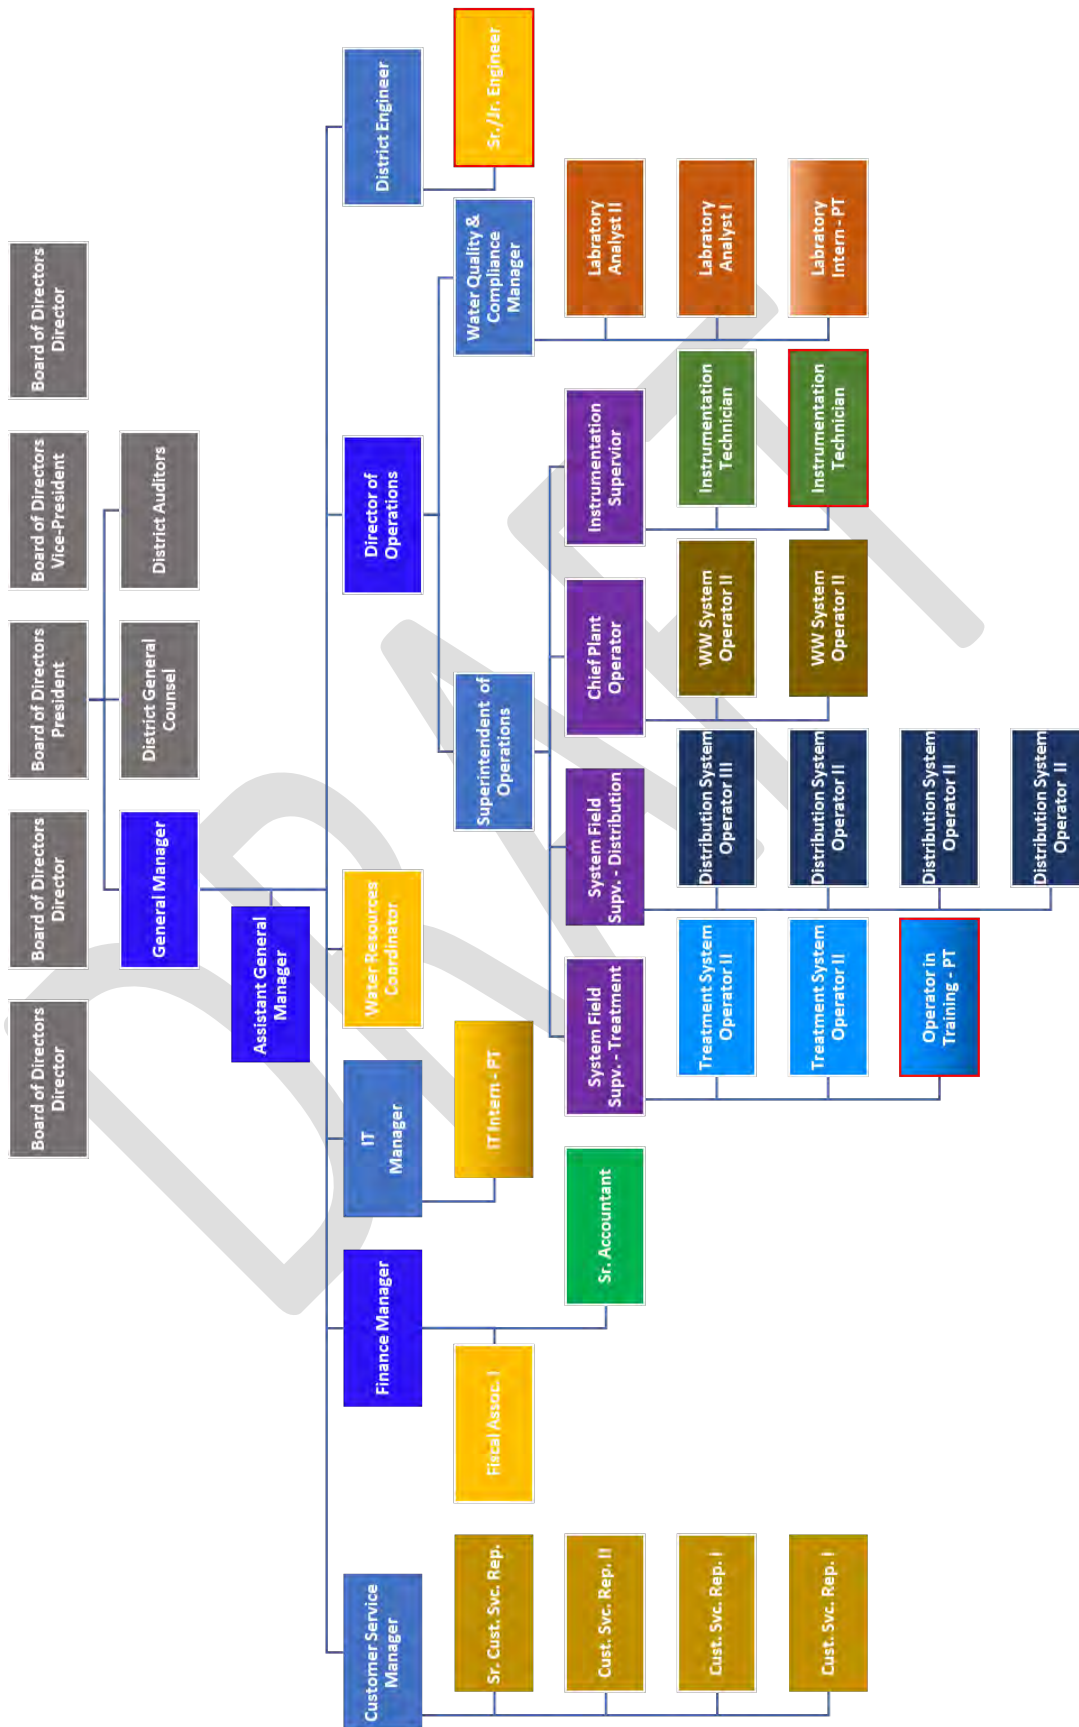 Board of Directors
Director
Board of Directors
Director
Board of Directors
President
Board of Directors
Vice-President
Board of Directors
Director
General Manager
District General
Counsel
District Auditors
Assistant General
Manager
Customer Service
Manager
Finance Manager
IT
Manager
Water Resources
Coordinator
Director of
Operations
District Engineer
Sr. Cust. Svc. Rep.
Fiscal Assoc. I
IT Intern - PT
Superintendent of
Operations
Water Quality &
Compliance
Manager
Sr./Jr. Engineer
Cust. Svc. Rep. II
Sr. Accountant
System Field
Supv. - Treatment
System Field
Supv. - Distribution
Chief Plant
Operator
Instrumentation
Supervior
Labratory
Analyst II
Cust. Svc. Rep. I
Treatment System
Operator II
Distribution System
Operator III
WW System
Operator II
Instrumentation
Technician
Labratory
Analyst I
Cust. Svc. Rep. I
Treatment System
Operator II
Distribution System
Operator II
WW System
Operator II
Instrumentation
Technician
Labratory
Intern - PT
Operator in
Training - PT
Distribution System
Operator II
Distribution System
Operator II
DRAFT